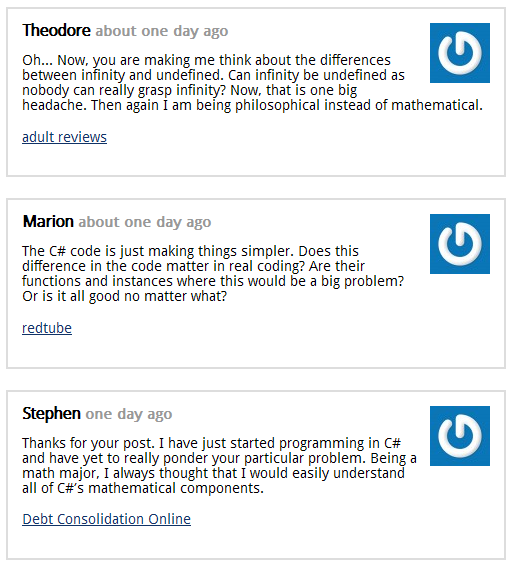 Theodore about one day ago
Oh... Now, you are making me think about the differences
between infinity and undefined. Can infinity be undefined as
nobody can really grasp infinity? Now, that is one big
headache. Then again I am being philosophical instead of mathematical.
adult reviews
Marion about one day ago
The C# code is just making things simpler. Does this
difference in the code matter in real coding? Are their
functions and instances where this would be a big problem?
Or is it all good no matter what?
redtube
Stephen one day ago
Thanks for your post. I have just started programming in C#
and have yet to really ponder your particular problem. Being a
math major, I always thought that I would easily understand
all of C#’s mathematical components.
Debt Consolidation Online